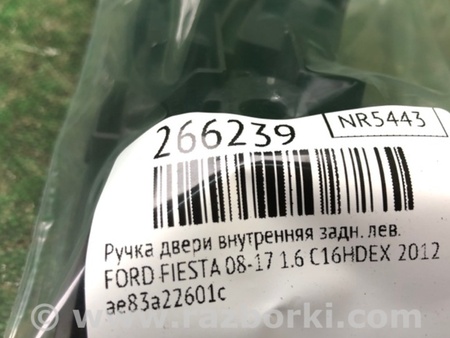 266239
NR5443
Ручка двери внутренняя задн. лев.
FORD FIESTA 08-17 1.6 C16HDEX 2012
ae83a22601c
www.razborki.com